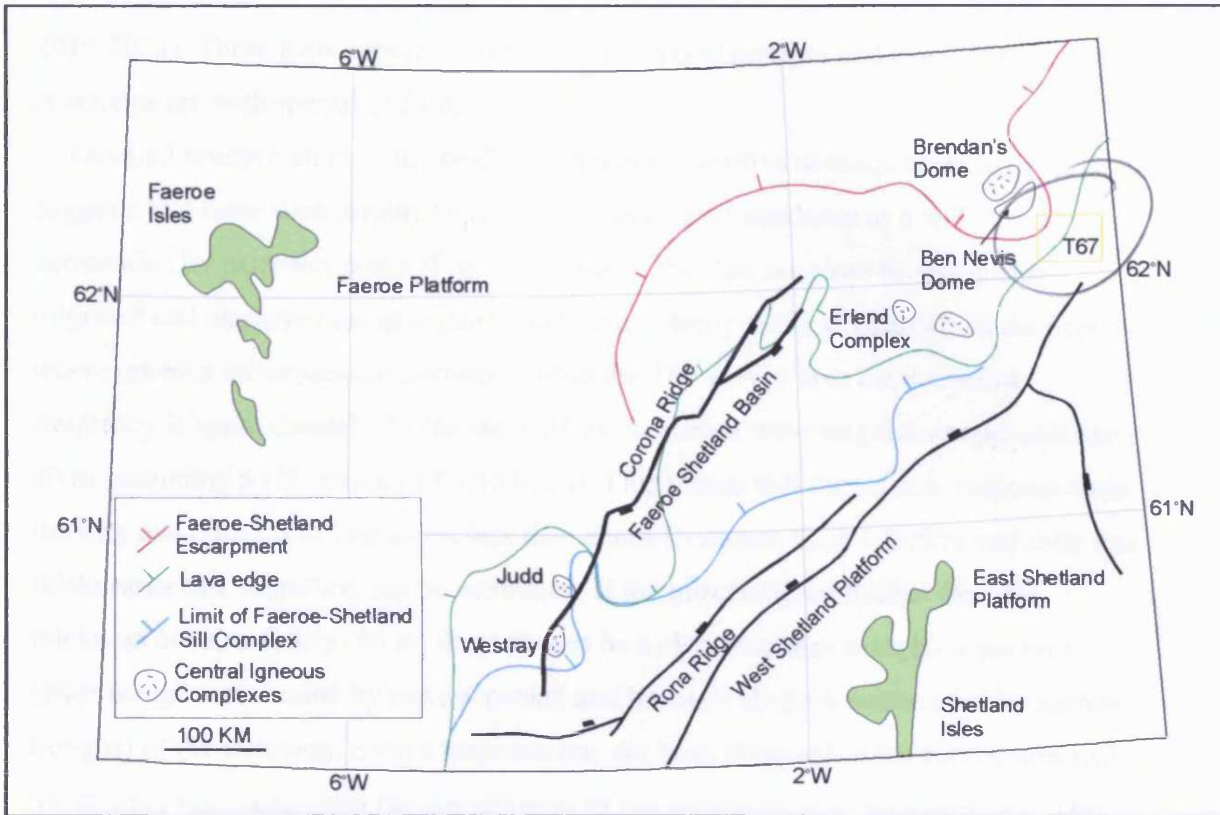 6°W
2°W
Brendan's
Dome
Faeroe
Isles
T67
Ben Nevis
Dome
62°N
62°N
Faeroe Platform
Erlend
Complex
Corona Ridge
Faeroe Shetland Basin
61°N
61°N
Faeroe-Shetland
Escarpment
Lava edge
Limit of Faeroe-Shetland
Sill Complex
Central Igneous
Complexes
100 KM
Judd
Westray
Rona Ridge
West Shetland Platform
East Shetland
Platform
Shetland
Isles
6°W
2°W